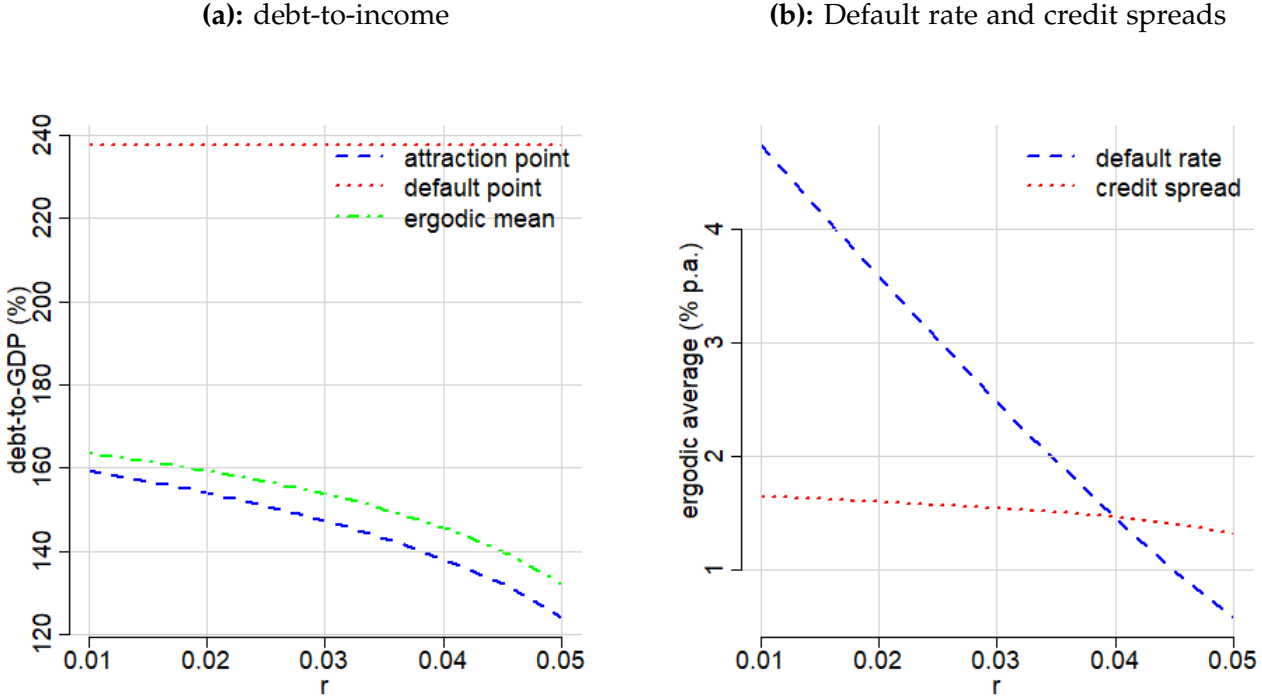 (a): debt-to-income
debt-to-GDP (%)
240
220
200
180
160
140
120
attraction point
default point
ergodic mean
0.01 0.02 0.03 0.04 0.05
r
(b): Default rate and credit spreads
ergodic average (% p.a.)
4
3
2
1
default rate
credit spread
0.01 0.02 0.03 0.04 0.05
r